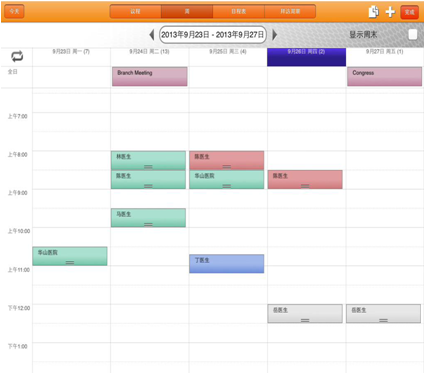 今天
日程
周
日程表
拜访清单
完成
2013年9月23日 - 2013年9月27日
显示周末
9月23日 周一 (7)
9月24日 周二 (13)
9月25日 周三 (4)
9月26日 周四 (2)
9月27日 周五 (1)
全日
Branch Meeting
Congress
上午7:00
上午8:00
林医生
陈医生
陈医生
华山医院
陈医生
上午9:00
马医生
上午10:00
华山医院
丁医生
上午11:00
下午12:00
岳医生
岳医生
下午1:00